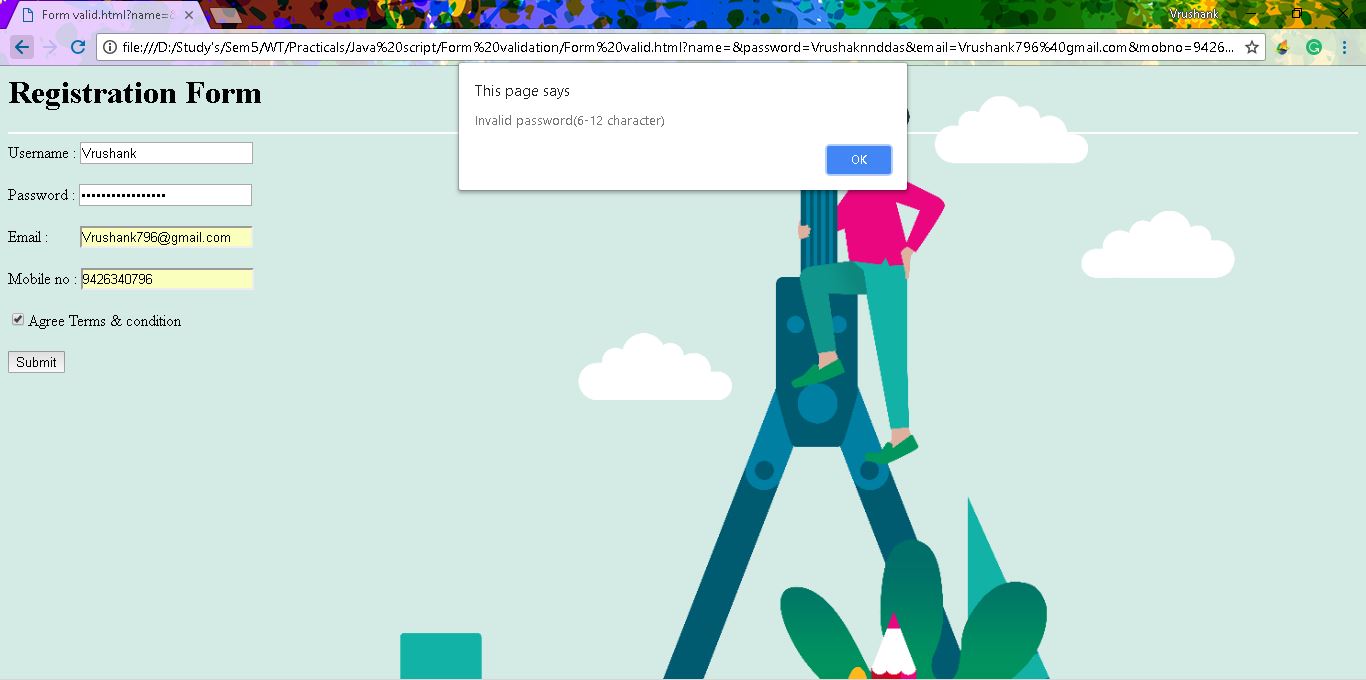 Form valid.html?name=&
Vrushank
file:///D:/Study's/Sem5/WT/Practicals/Java%20script/Form%20validation/Form%20valid.html?name=&password=Vrushaknnddas&email=Vrushank796%40gmail.com&mobno=9426...
This page says
Invalid password(6-12 character)
OK
Registration Form
Username : Vrushank
Password : •••••••••••••••••
Email : Vrushank796@gmail.com
Mobile no : 9426340796
Agree Terms & condition
Submit